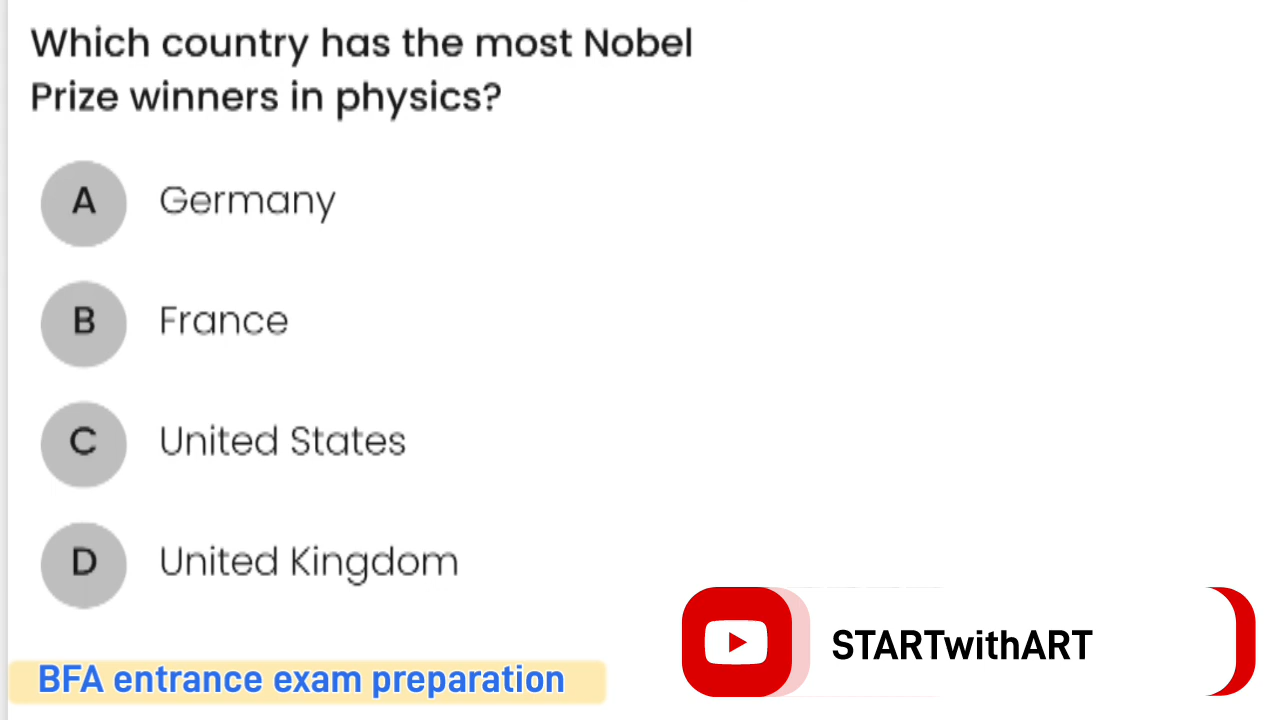 Which country has the most Nobel
Prize winners in physics?
A Germany
B France
C United States
D United Kingdom
BFA entrance exam preparation
STARTwithART